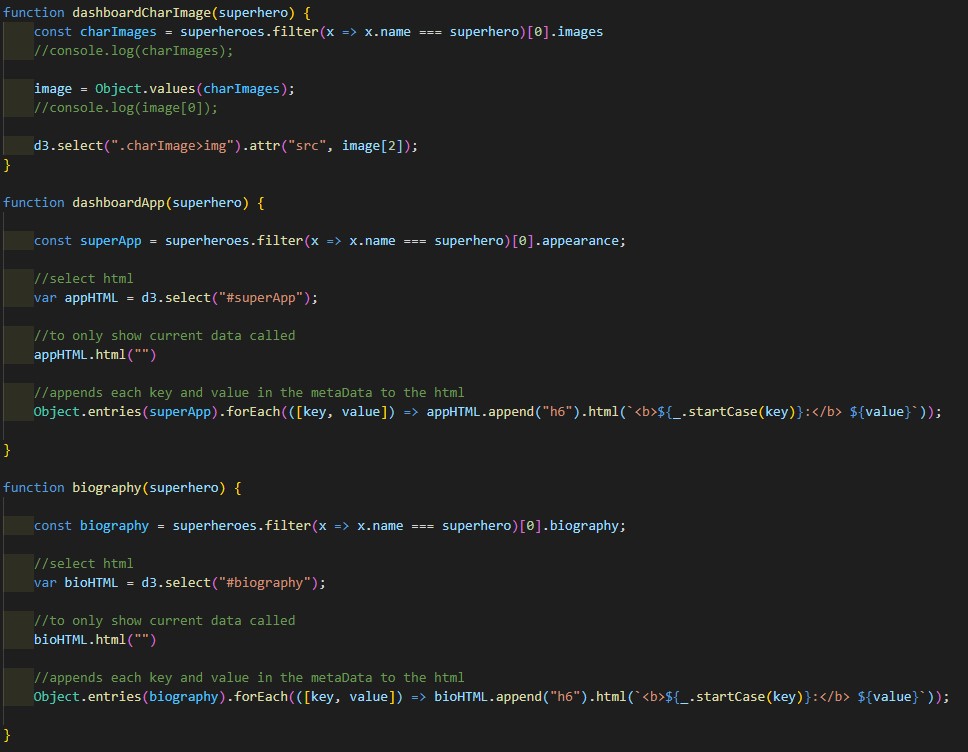 function dashboardCharImage(superhero) {
    const charImages = superheroes.filter(x => x.name === superhero)[0].images
    //console.log(charImages);

    image = Object.values(charImages);
    //console.log(image[0]);

    d3.select(".charImage>img").attr("src", image[2]);
}

function dashboardApp(superhero) {

    const superApp = superheroes.filter(x => x.name === superhero)[0].appearance;

    //select html
    var appHTML = d3.select("#superApp");

    //to only show current data called
    appHTML.html("")

    //appends each key and value in the metaData to the html
    Object.entries(superApp).forEach(([key, value]) => appHTML.append("h6").html(`<b>${_.startCase(key)}:</b> ${value}`));

}

function biography(superhero) {

    const biography = superheroes.filter(x => x.name === superhero)[0].biography;

    //select html
    var bioHTML = d3.select("#biography");

    //to only show current data called
    bioHTML.html("")

    //appends each key and value in the metaData to the html
    Object.entries(biography).forEach(([key, value]) => bioHTML.append("h6").html(`<b>${_.startCase(key)}:</b> ${value}`));

}